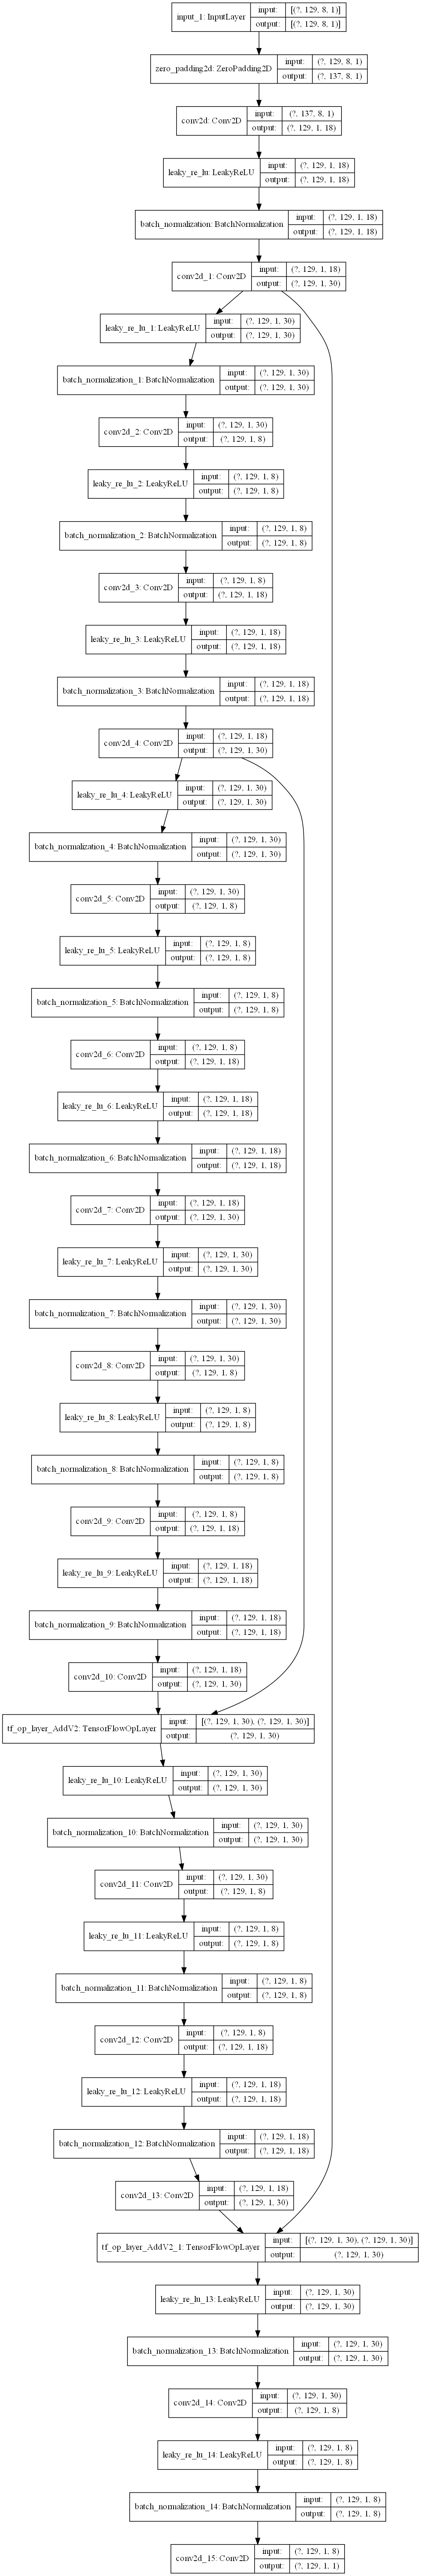 input_1: InputLayer
input: [(?, 129, 8, 1)]
output: [(?, 129, 8, 1)]
zero_padding2d: ZeroPadding2D
input: (?, 129, 8, 1)
output: (?, 137, 8, 1)
conv2d: Conv2D
input: (?, 137, 8, 1)
output: (?, 129, 1, 18)
leaky_re_lu: LeakyReLU
input: (?, 129, 1, 18)
output: (?, 129, 1, 18)
batch_normalization: BatchNormalization
input: (?, 129, 1, 18)
output: (?, 129, 1, 18)
conv2d_1: Conv2D
input: (?, 129, 1, 18)
output: (?, 129, 1, 30)
leaky_re_lu_1: LeakyReLU
input: (?, 129, 1, 30)
output: (?, 129, 1, 30)
batch_normalization_1: BatchNormalization
input: (?, 129, 1, 30)
output: (?, 129, 1, 30)
conv2d_2: Conv2D
input: (?, 129, 1, 30)
output: (?, 129, 1, 8)
leaky_re_lu_2: LeakyReLU
input: (?, 129, 1, 8)
output: (?, 129, 1, 8)
batch_normalization_2: BatchNormalization
input: (?, 129, 1, 8)
output: (?, 129, 1, 8)
conv2d_3: Conv2D
input: (?, 129, 1, 8)
output: (?, 129, 1, 18)
leaky_re_lu_3: LeakyReLU
input: (?, 129, 1, 18)
output: (?, 129, 1, 18)
batch_normalization_3: BatchNormalization
input: (?, 129, 1, 18)
output: (?, 129, 1, 18)
conv2d_4: Conv2D
input: (?, 129, 1, 18)
output: (?, 129, 1, 30)
leaky_re_lu_4: LeakyReLU
input: (?, 129, 1, 30)
output: (?, 129, 1, 30)
batch_normalization_4: BatchNormalization
input: (?, 129, 1, 30)
output: (?, 129, 1, 30)
conv2d_5: Conv2D
input: (?, 129, 1, 30)
output: (?, 129, 1, 8)
leaky_re_lu_5: LeakyReLU
input: (?, 129, 1, 8)
output: (?, 129, 1, 8)
batch_normalization_5: BatchNormalization
input: (?, 129, 1, 8)
output: (?, 129, 1, 8)
conv2d_6: Conv2D
input: (?, 129, 1, 8)
output: (?, 129, 1, 18)
leaky_re_lu_6: LeakyReLU
input: (?, 129, 1, 18)
output: (?, 129, 1, 18)
batch_normalization_6: BatchNormalization
input: (?, 129, 1, 18)
output: (?, 129, 1, 18)
conv2d_7: Conv2D
input: (?, 129, 1, 18)
output: (?, 129, 1, 30)
leaky_re_lu_7: LeakyReLU
input: (?, 129, 1, 30)
output: (?, 129, 1, 30)
batch_normalization_7: BatchNormalization
input: (?, 129, 1, 30)
output: (?, 129, 1, 30)
conv2d_8: Conv2D
input: (?, 129, 1, 30)
output: (?, 129, 1, 8)
leaky_re_lu_8: LeakyReLU
input: (?, 129, 1, 8)
output: (?, 129, 1, 8)
batch_normalization_8: BatchNormalization
input: (?, 129, 1, 8)
output: (?, 129, 1, 8)
conv2d_9: Conv2D
input: (?, 129, 1, 8)
output: (?, 129, 1, 18)
leaky_re_lu_9: LeakyReLU
input: (?, 129, 1, 18)
output: (?, 129, 1, 18)
batch_normalization_9: BatchNormalization
input: (?, 129, 1, 18)
output: (?, 129, 1, 18)
conv2d_10: Conv2D
input: (?, 129, 1, 18)
output: (?, 129, 1, 30)
tf_op_layer_AddV2: TensorFlowOpLayer
input: [(?, 129, 1, 30), (?, 129, 1, 30)]
output: (?, 129, 1, 30)
leaky_re_lu_10: LeakyReLU
input: (?, 129, 1, 30)
output: (?, 129, 1, 30)
batch_normalization_10: BatchNormalization
input: (?, 129, 1, 30)
output: (?, 129, 1, 30)
conv2d_11: Conv2D
input: (?, 129, 1, 30)
output: (?, 129, 1, 8)
leaky_re_lu_11: LeakyReLU
input: (?, 129, 1, 8)
output: (?, 129, 1, 8)
batch_normalization_11: BatchNormalization
input: (?, 129, 1, 8)
output: (?, 129, 1, 8)
conv2d_12: Conv2D
input: (?, 129, 1, 8)
output: (?, 129, 1, 18)
leaky_re_lu_12: LeakyReLU
input: (?, 129, 1, 18)
output: (?, 129, 1, 18)
batch_normalization_12: BatchNormalization
input: (?, 129, 1, 18)
output: (?, 129, 1, 18)
conv2d_13: Conv2D
input: (?, 129, 1, 18)
output: (?, 129, 1, 30)
tf_op_layer_AddV2_1: TensorFlowOpLayer
input: [(?, 129, 1, 30), (?, 129, 1, 30)]
output: (?, 129, 1, 30)
leaky_re_lu_13: LeakyReLU
input: (?, 129, 1, 30)
output: (?, 129, 1, 30)
batch_normalization_13: BatchNormalization
input: (?, 129, 1, 30)
output: (?, 129, 1, 30)
conv2d_14: Conv2D
input: (?, 129, 1, 30)
output: (?, 129, 1, 8)
leaky_re_lu_14: LeakyReLU
input: (?, 129, 1, 8)
output: (?, 129, 1, 8)
batch_normalization_14: BatchNormalization
input: (?, 129, 1, 8)
output: (?, 129, 1, 8)
conv2d_15: Conv2D
input: (?, 129, 1, 8)
output: (?, 129, 1, 1)